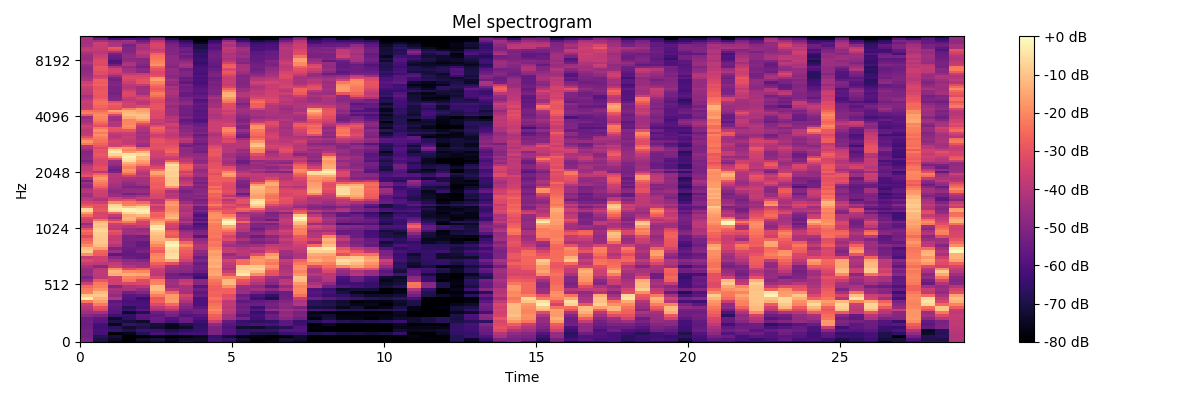 Mel spectrogram
Hz
8192
4096
2048
1024
512
0
0 5 10 15 20 25
Time
+0 dB
-10 dB
-20 dB
-30 dB
-40 dB
-50 dB
-60 dB
-70 dB
-80 dB